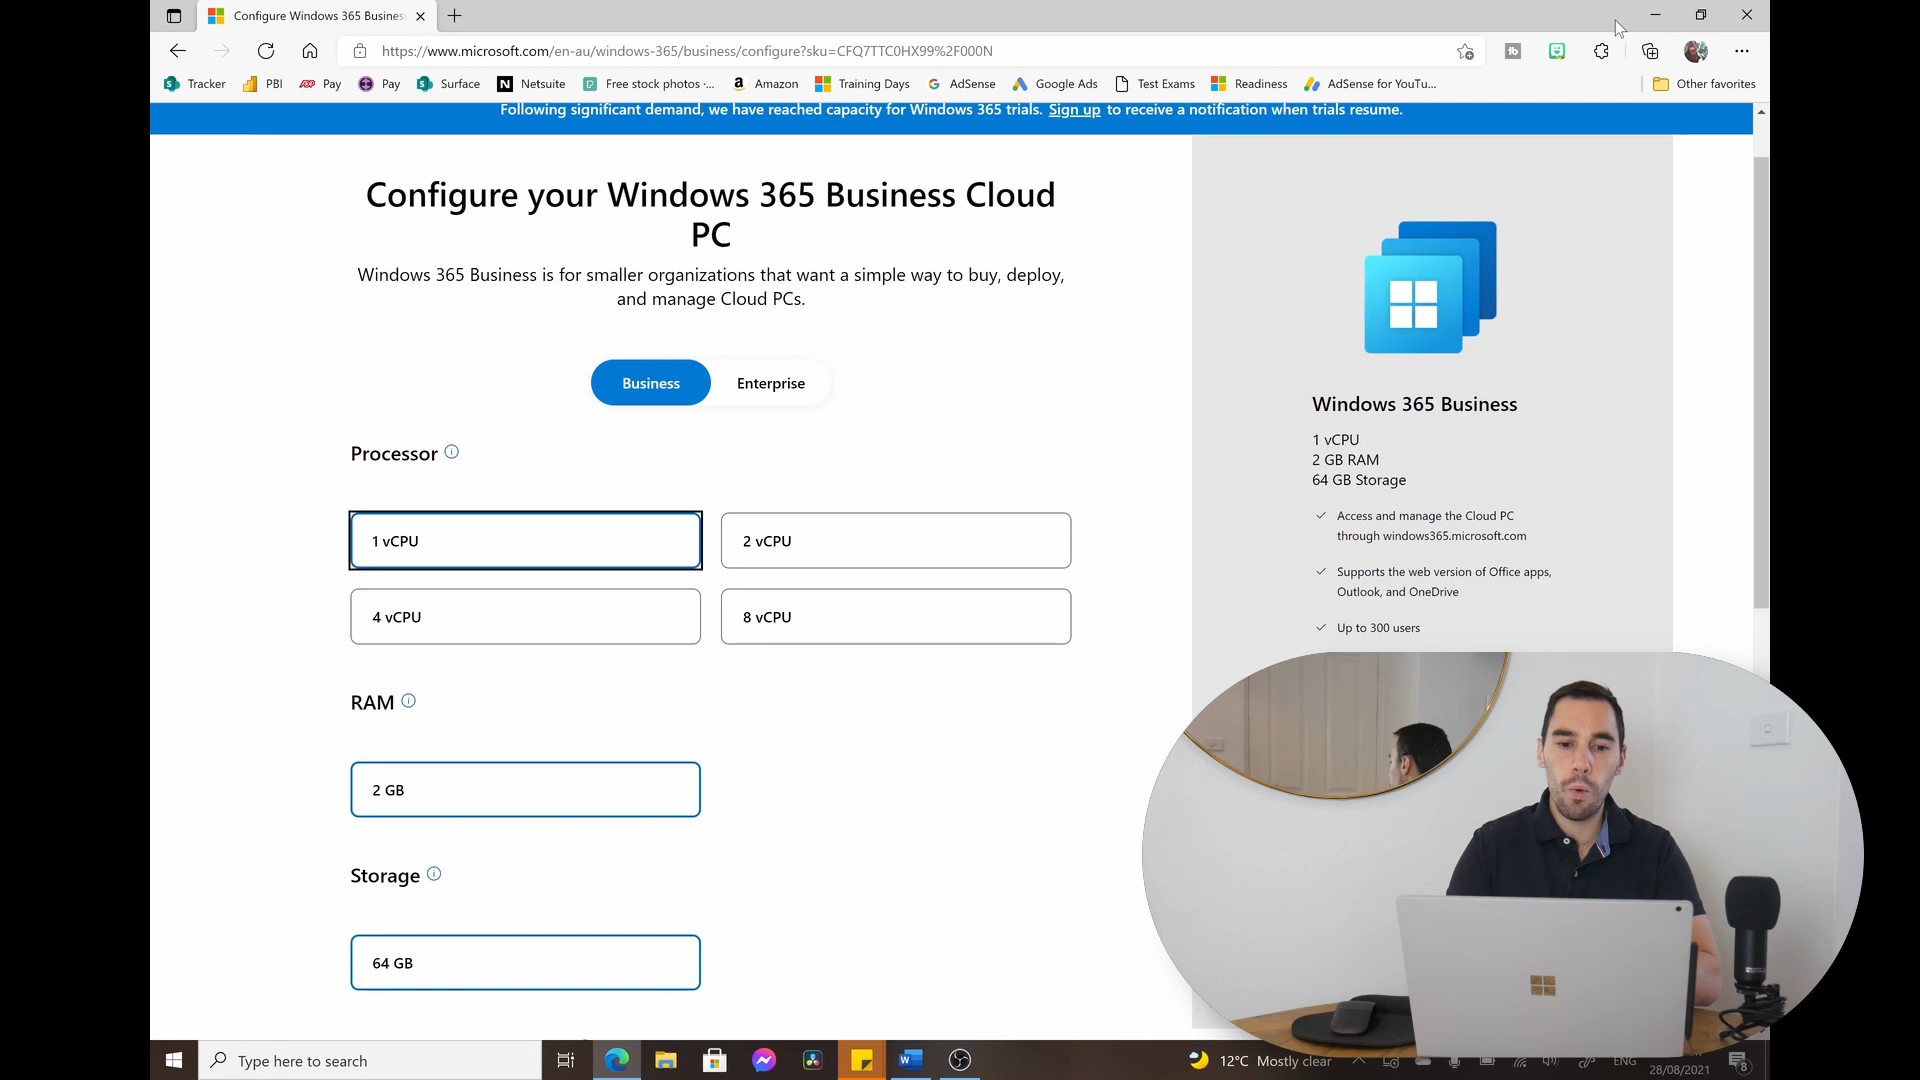 Configure Windows 365 Business
https://www.microsoft.com/en-au/windows-365/business/configure?sku=CFQ7TTC0HX99%2F000N
Tracker PBI Pay Pay Surface Netsuite Free stock photos · ... Amazon Training Days AdSense Google Ads Test Exams Readiness AdSense for YouTu... Other favorites
Following significant demand, we have reached capacity for Windows 365 trials. Sign up to receive a notification when trials resume.
Configure your Windows 365 Business Cloud
PC
Windows 365 Business is for smaller organizations that want a simple way to buy, deploy,
and manage Cloud PCs.
Business Enterprise
Processor
1 vCPU
2 vCPU
4 vCPU
8 vCPU
RAM
2 GB
Storage
64 GB
Windows 365 Business
1 vCPU
2 GB RAM
64 GB Storage
Access and manage the Cloud PC
through windows365.microsoft.com
Supports the web version of Office apps,
Outlook, and OneDrive
Up to 300 users
Type here to search
12°C Mostly clear
ENG
28/08/2021
8